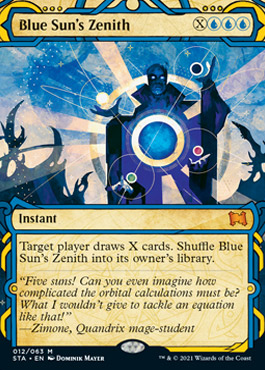 Blue Sun's Zenith X
Instant
Target player draws X cards. Shuffle Blue
Sun's Zenith into its owner's library.
"Five suns! Can you even imagine how
complicated the orbital calculations must be?
What I wouldn't give to tackle an equation
like that!"
—Zimone, Quandrix mage-student
012/063 M
STA • EN DOMINIK MAYER
™ & © 2021 Wizards of the Coast